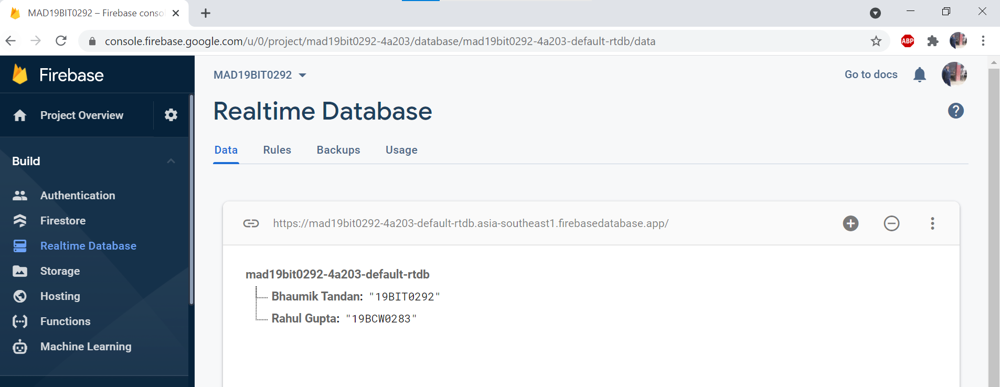 MAD19BIT0292 – Firebase conso
console.firebase.google.com/u/0/project/mad19bit0292-4a203/database/mad19bit0292-4a203-default-rtdb/data
ABP
Firebase
Project Overview
Build
Authentication
Firestore
Realtime Database
Storage
Hosting
Functions
Machine Learning
MAD19BIT0292
Go to docs
Realtime Database
?
Data Rules Backups Usage
https://mad19bit0292-4a203-default-rtdb.asia-southeast1.firebasedatabase.app/
mad19bit0292-4a203-default-rtdb
Bhaumik Tandan: "19BIT0292"
Rahul Gupta: "19BCW0283"